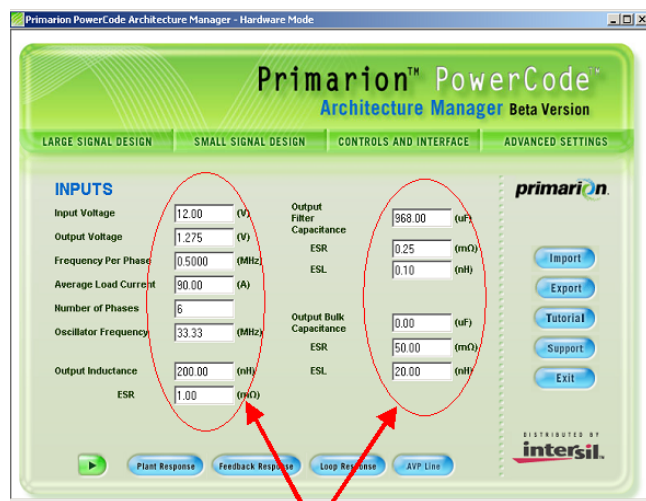 Primarion PowerCode Architecture Manager - Hardware Mode
Primarion™ PowerCode™
Architecture Manager Beta Version
LARGE SIGNAL DESIGN SMALL SIGNAL DESIGN CONTROLS AND INTERFACE ADVANCED SETTINGS
INPUTS
Input Voltage 12.00 (V)
Output Voltage 1.275 (V)
Frequency Per Phase 0.5000 (MHz)
Average Load Current 90.00 (A)
Number of Phases 6
Oscillator Frequency 33.33 (MHz)
Output Inductance 200.00 (nH)
ESR 1.00 (mΩ)
Output
Filter
Capacitance 968.00 (uF)
ESR 0.25 (mΩ)
ESL 0.10 (nH)
Output Bulk
Capacitance 0.00 (uF)
ESR 50.00 (mΩ)
ESL 20.00 (nH)
primarion.
Import
Export
Tutorial
Support
Exit
DISTRIBUTED BY
intersil.
Plant Response Feedback Response Loop Response AVP Line